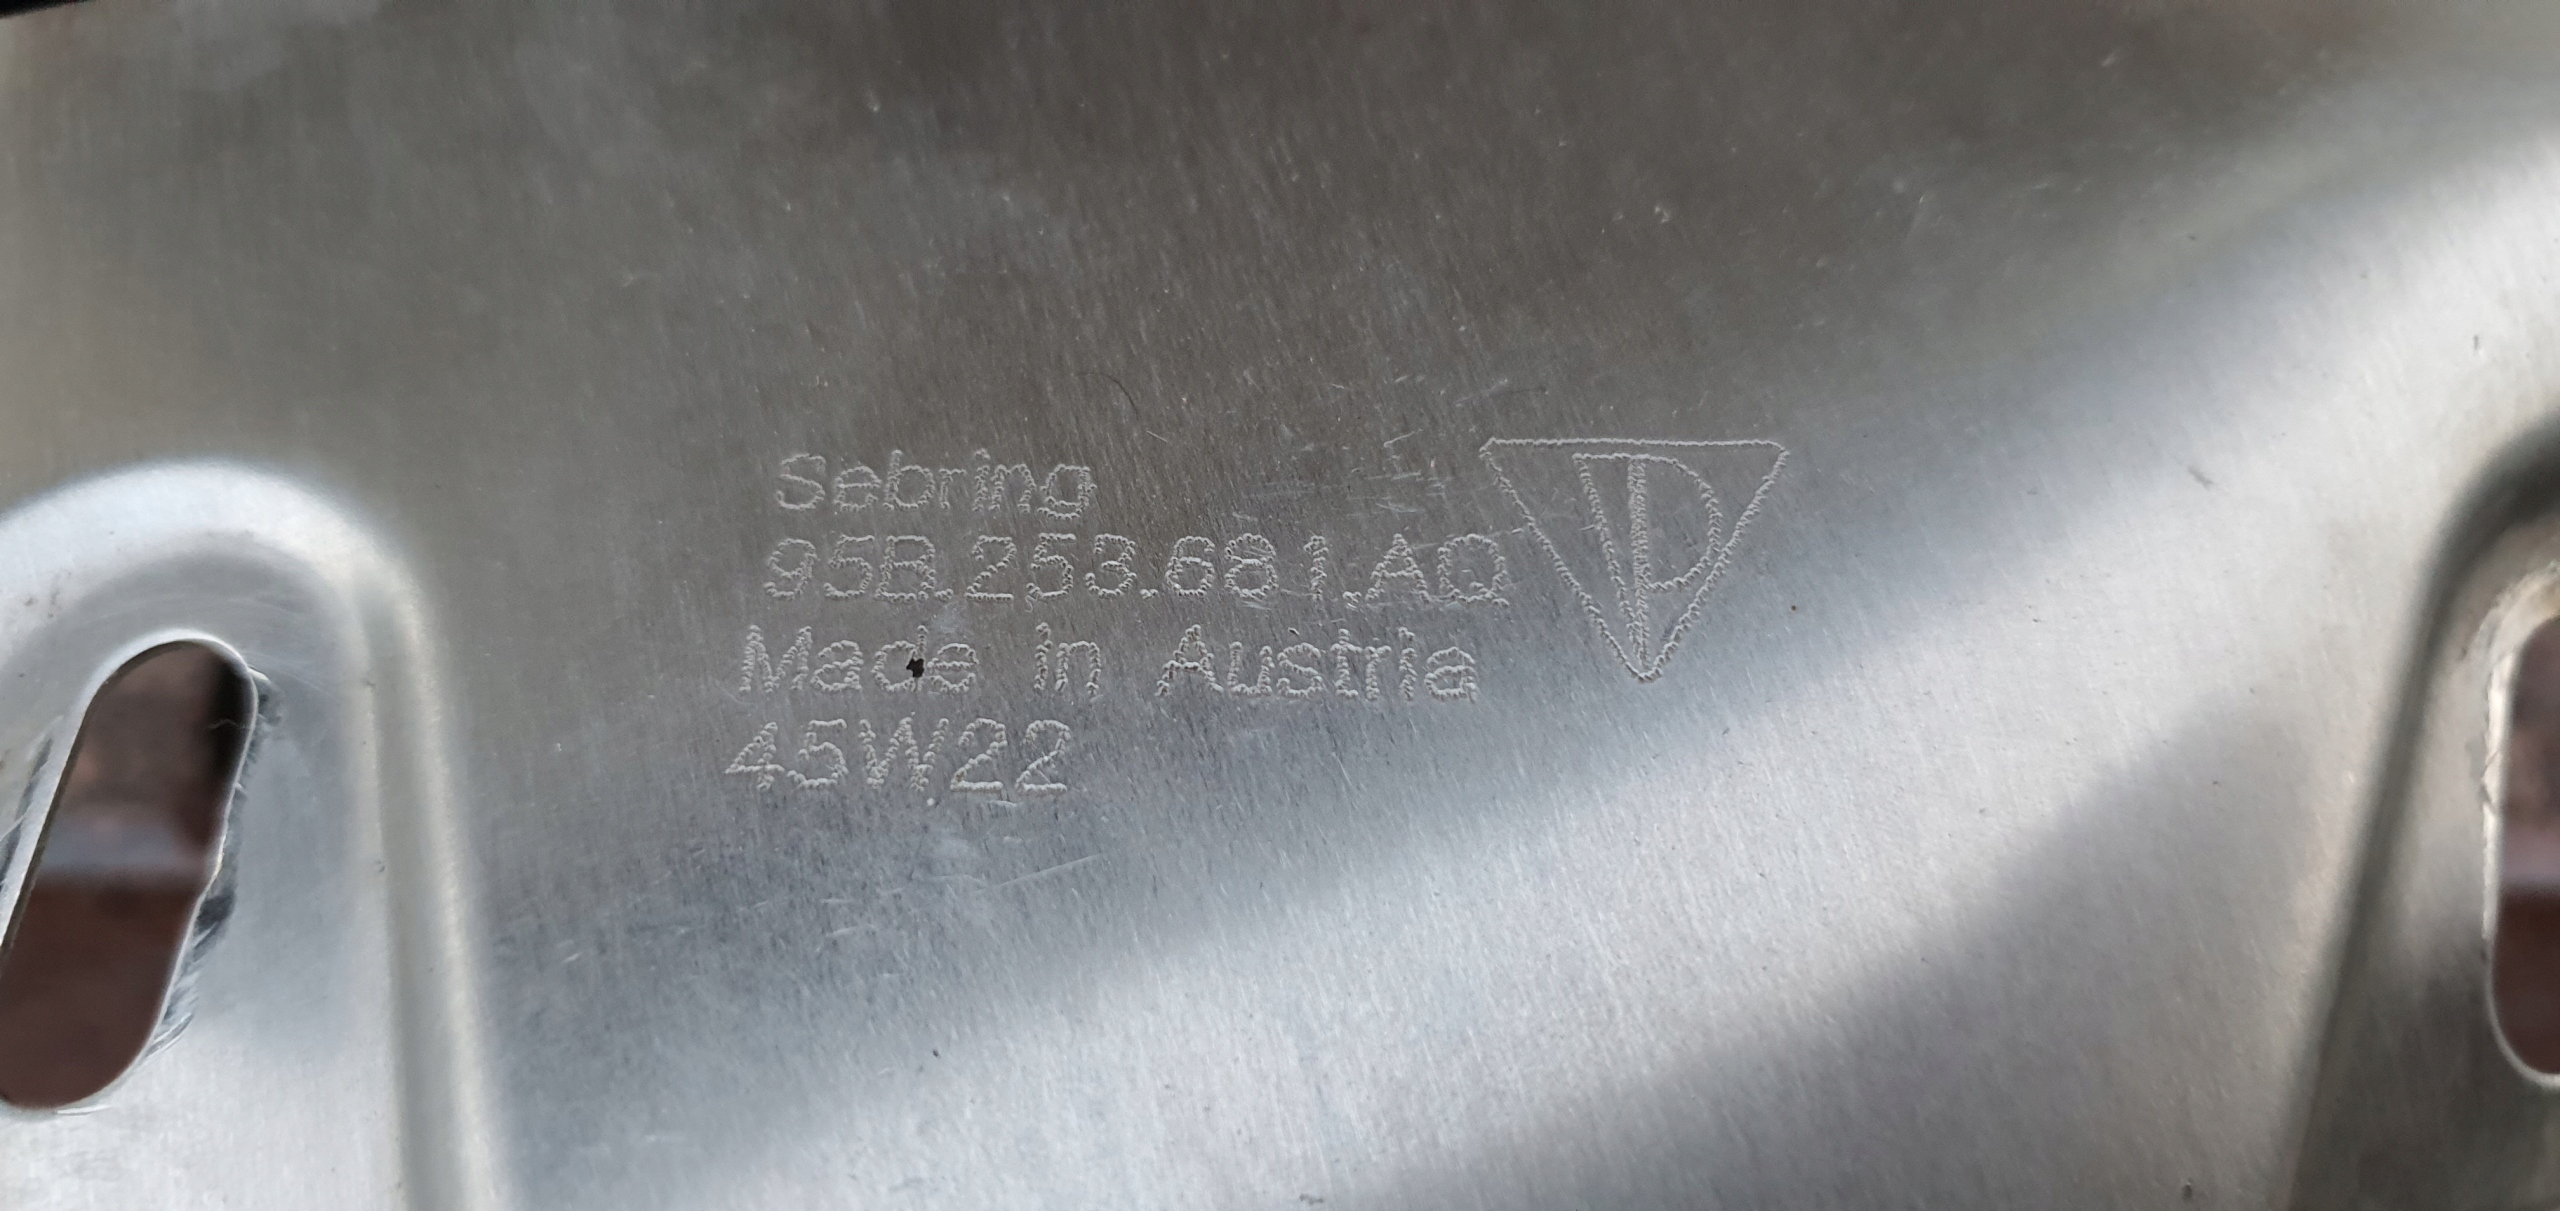 Sebring
95B.253.681.AQ
Made in Austria
45W22